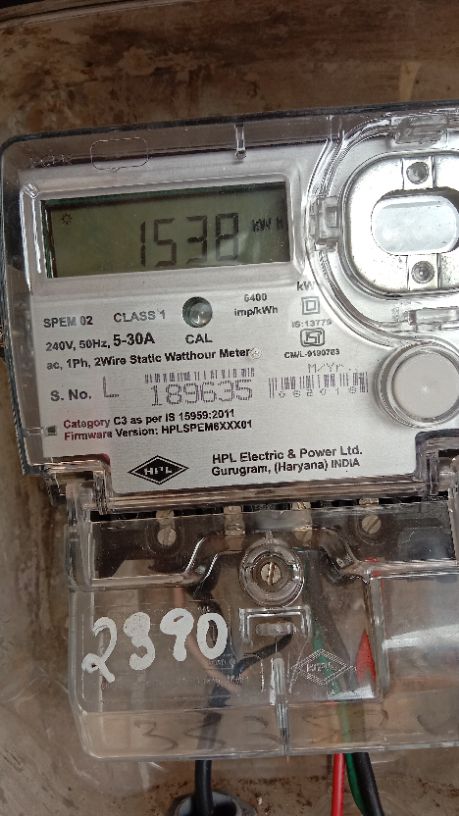 1538 kWh
SPEM 02 CLASS 1 6400 imp/kWh
240V, 50Hz, 5-30A CAL
ac, 1Ph, 2Wire Static Watthour Meter
IS:13779
CM/L-9190783
M/Yr
S. No. L 189635
Category C3 as per IS 15959:2011
Firmware Version: HPLSPEM6XXX01
HPL
HPL Electric & Power Ltd.
Gurugram, (Haryana) INDIA
2390
HPL